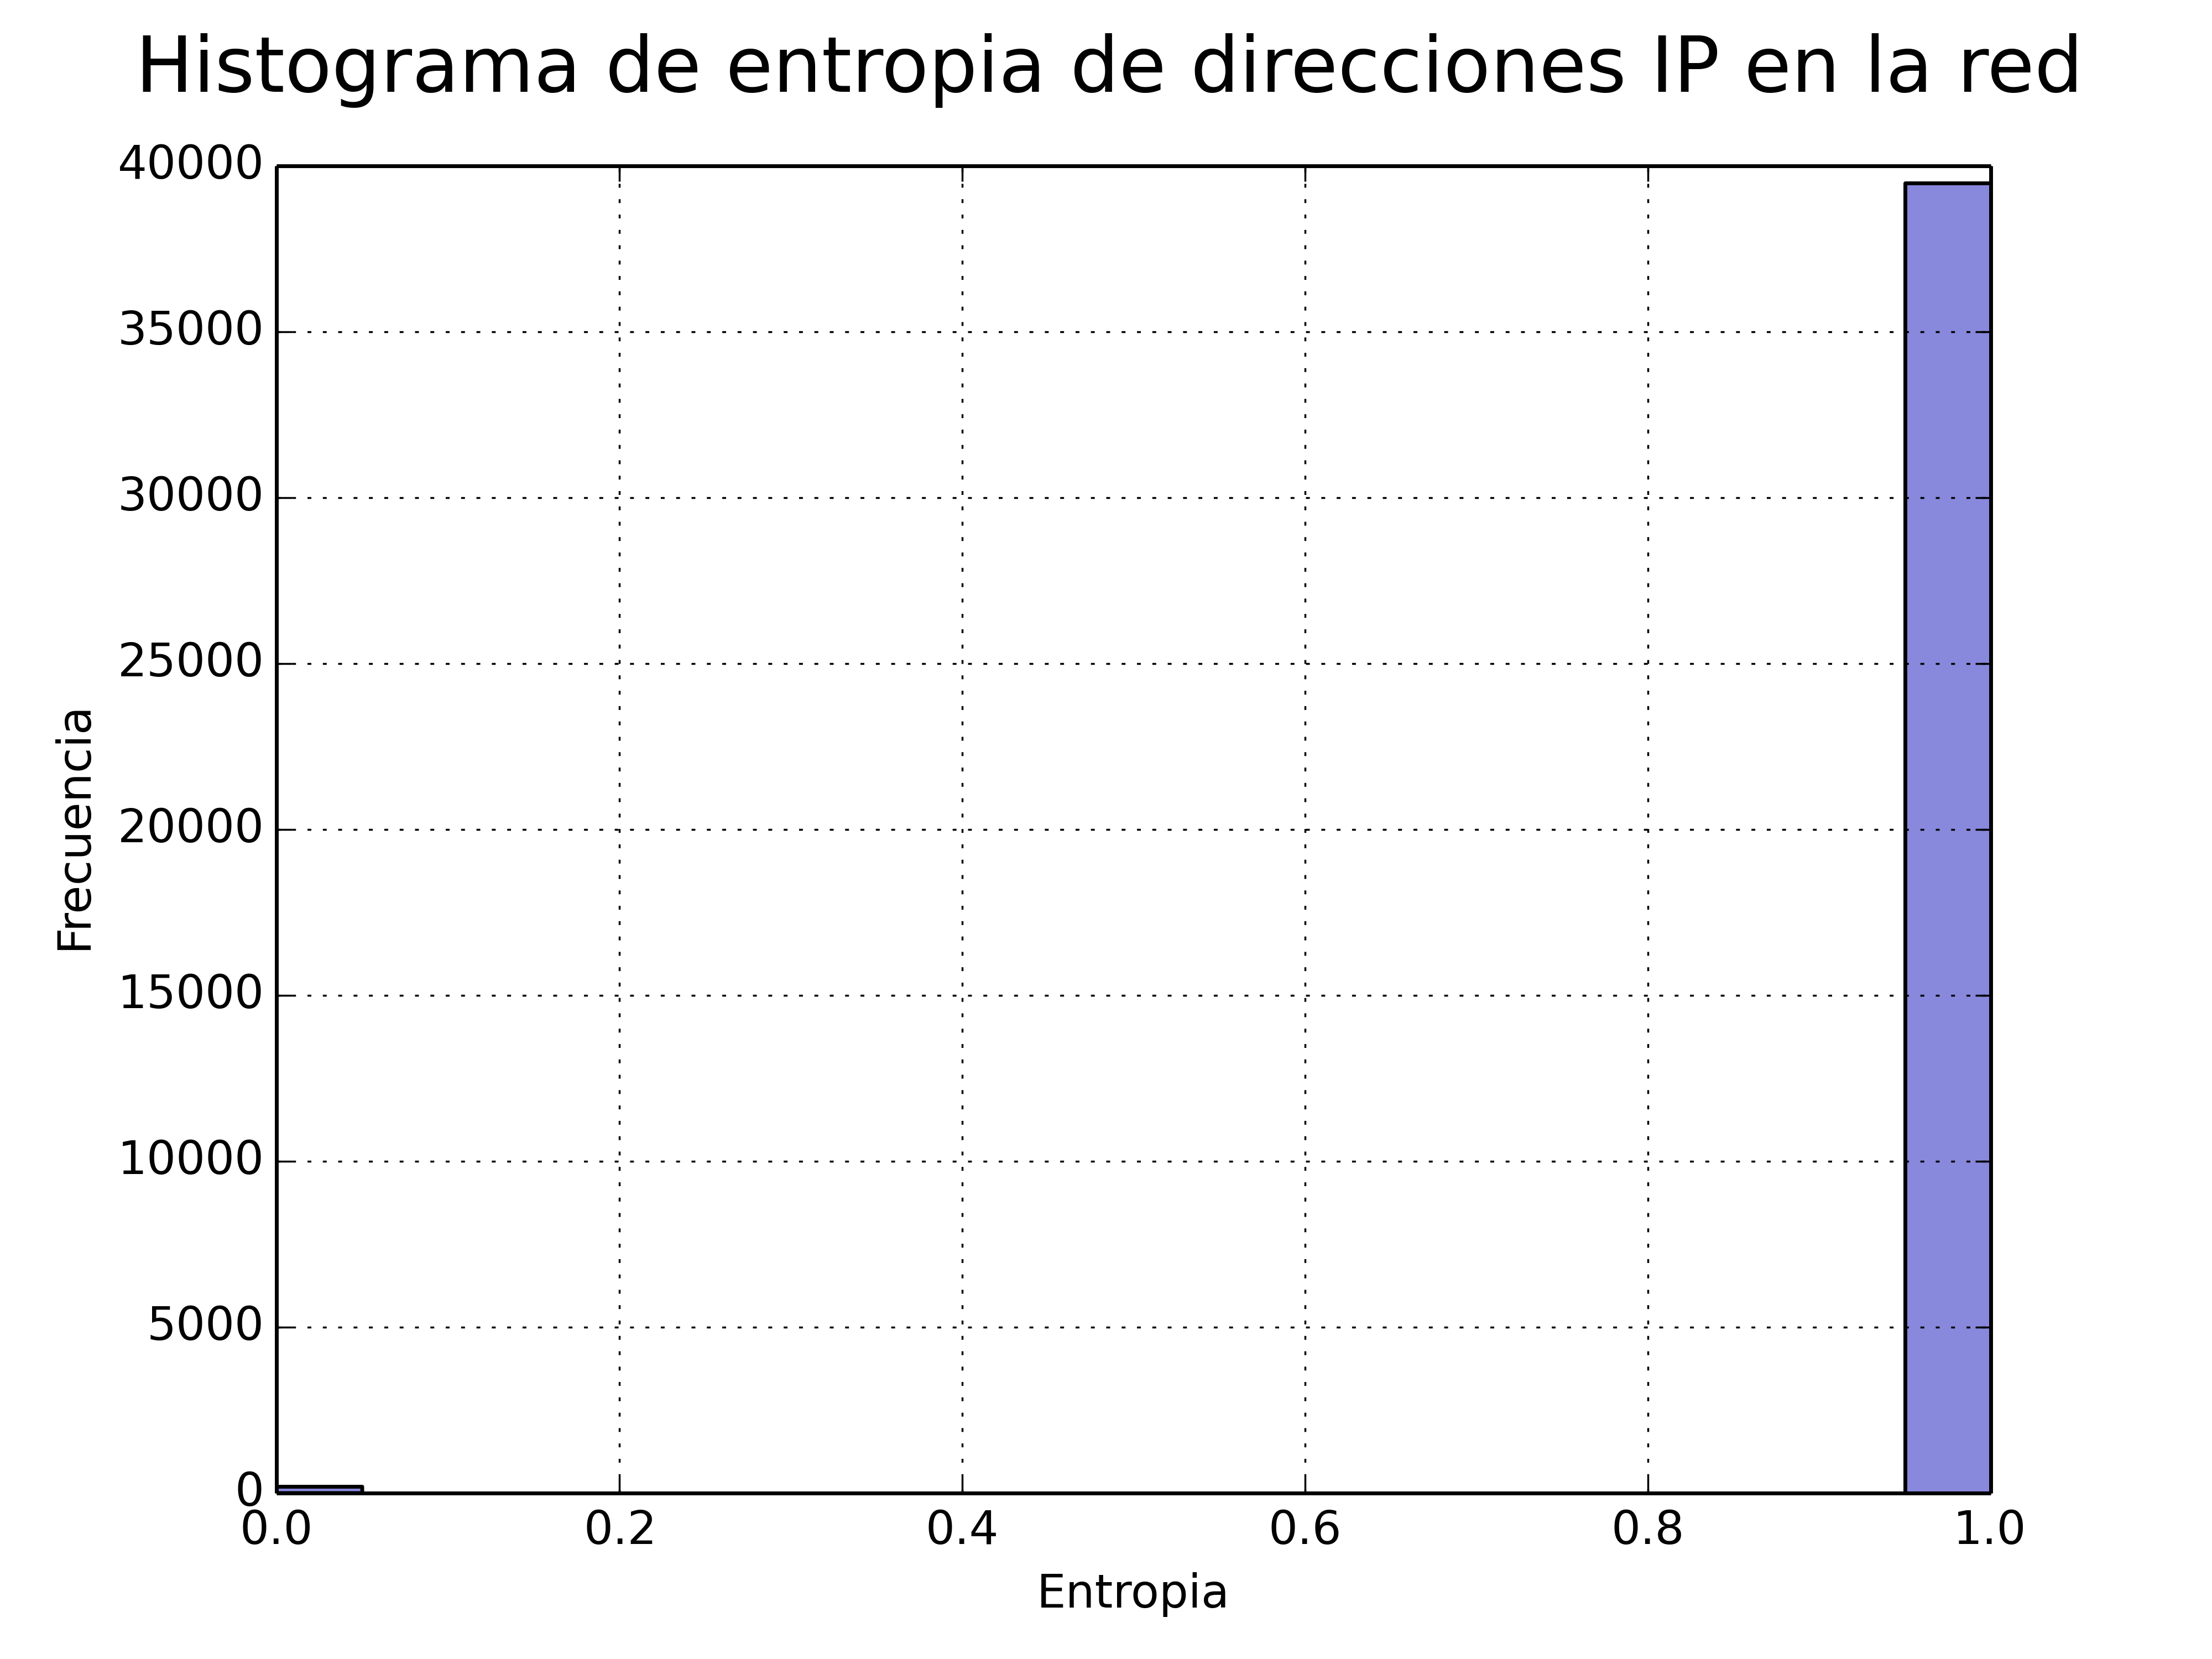 Histograma de entropia de direcciones IP en la red
40000
35000
30000
25000
20000
15000
10000
5000
0
Frecuencia
0.0 0.2 0.4 0.6 0.8 1.0
Entropia